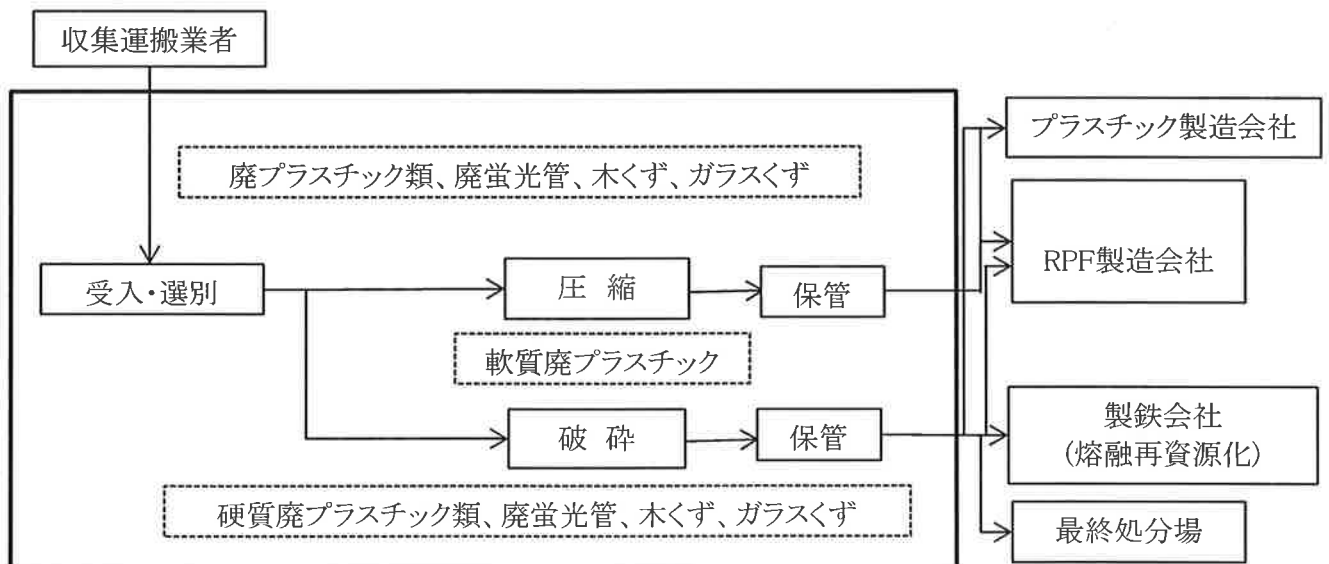 収集運搬業者
プラスチック製造会社
廃プラスチック類、廃蛍光管、木くず、ガラスくず
RPF製造会社
受入・選別
圧 縮
保管
軟質廃プラスチック
製鉄会社
(熔融再資源化)
破 砕
保管
硬質廃プラスチック類、廃蛍光管、木くず、ガラスくず
最終処分場